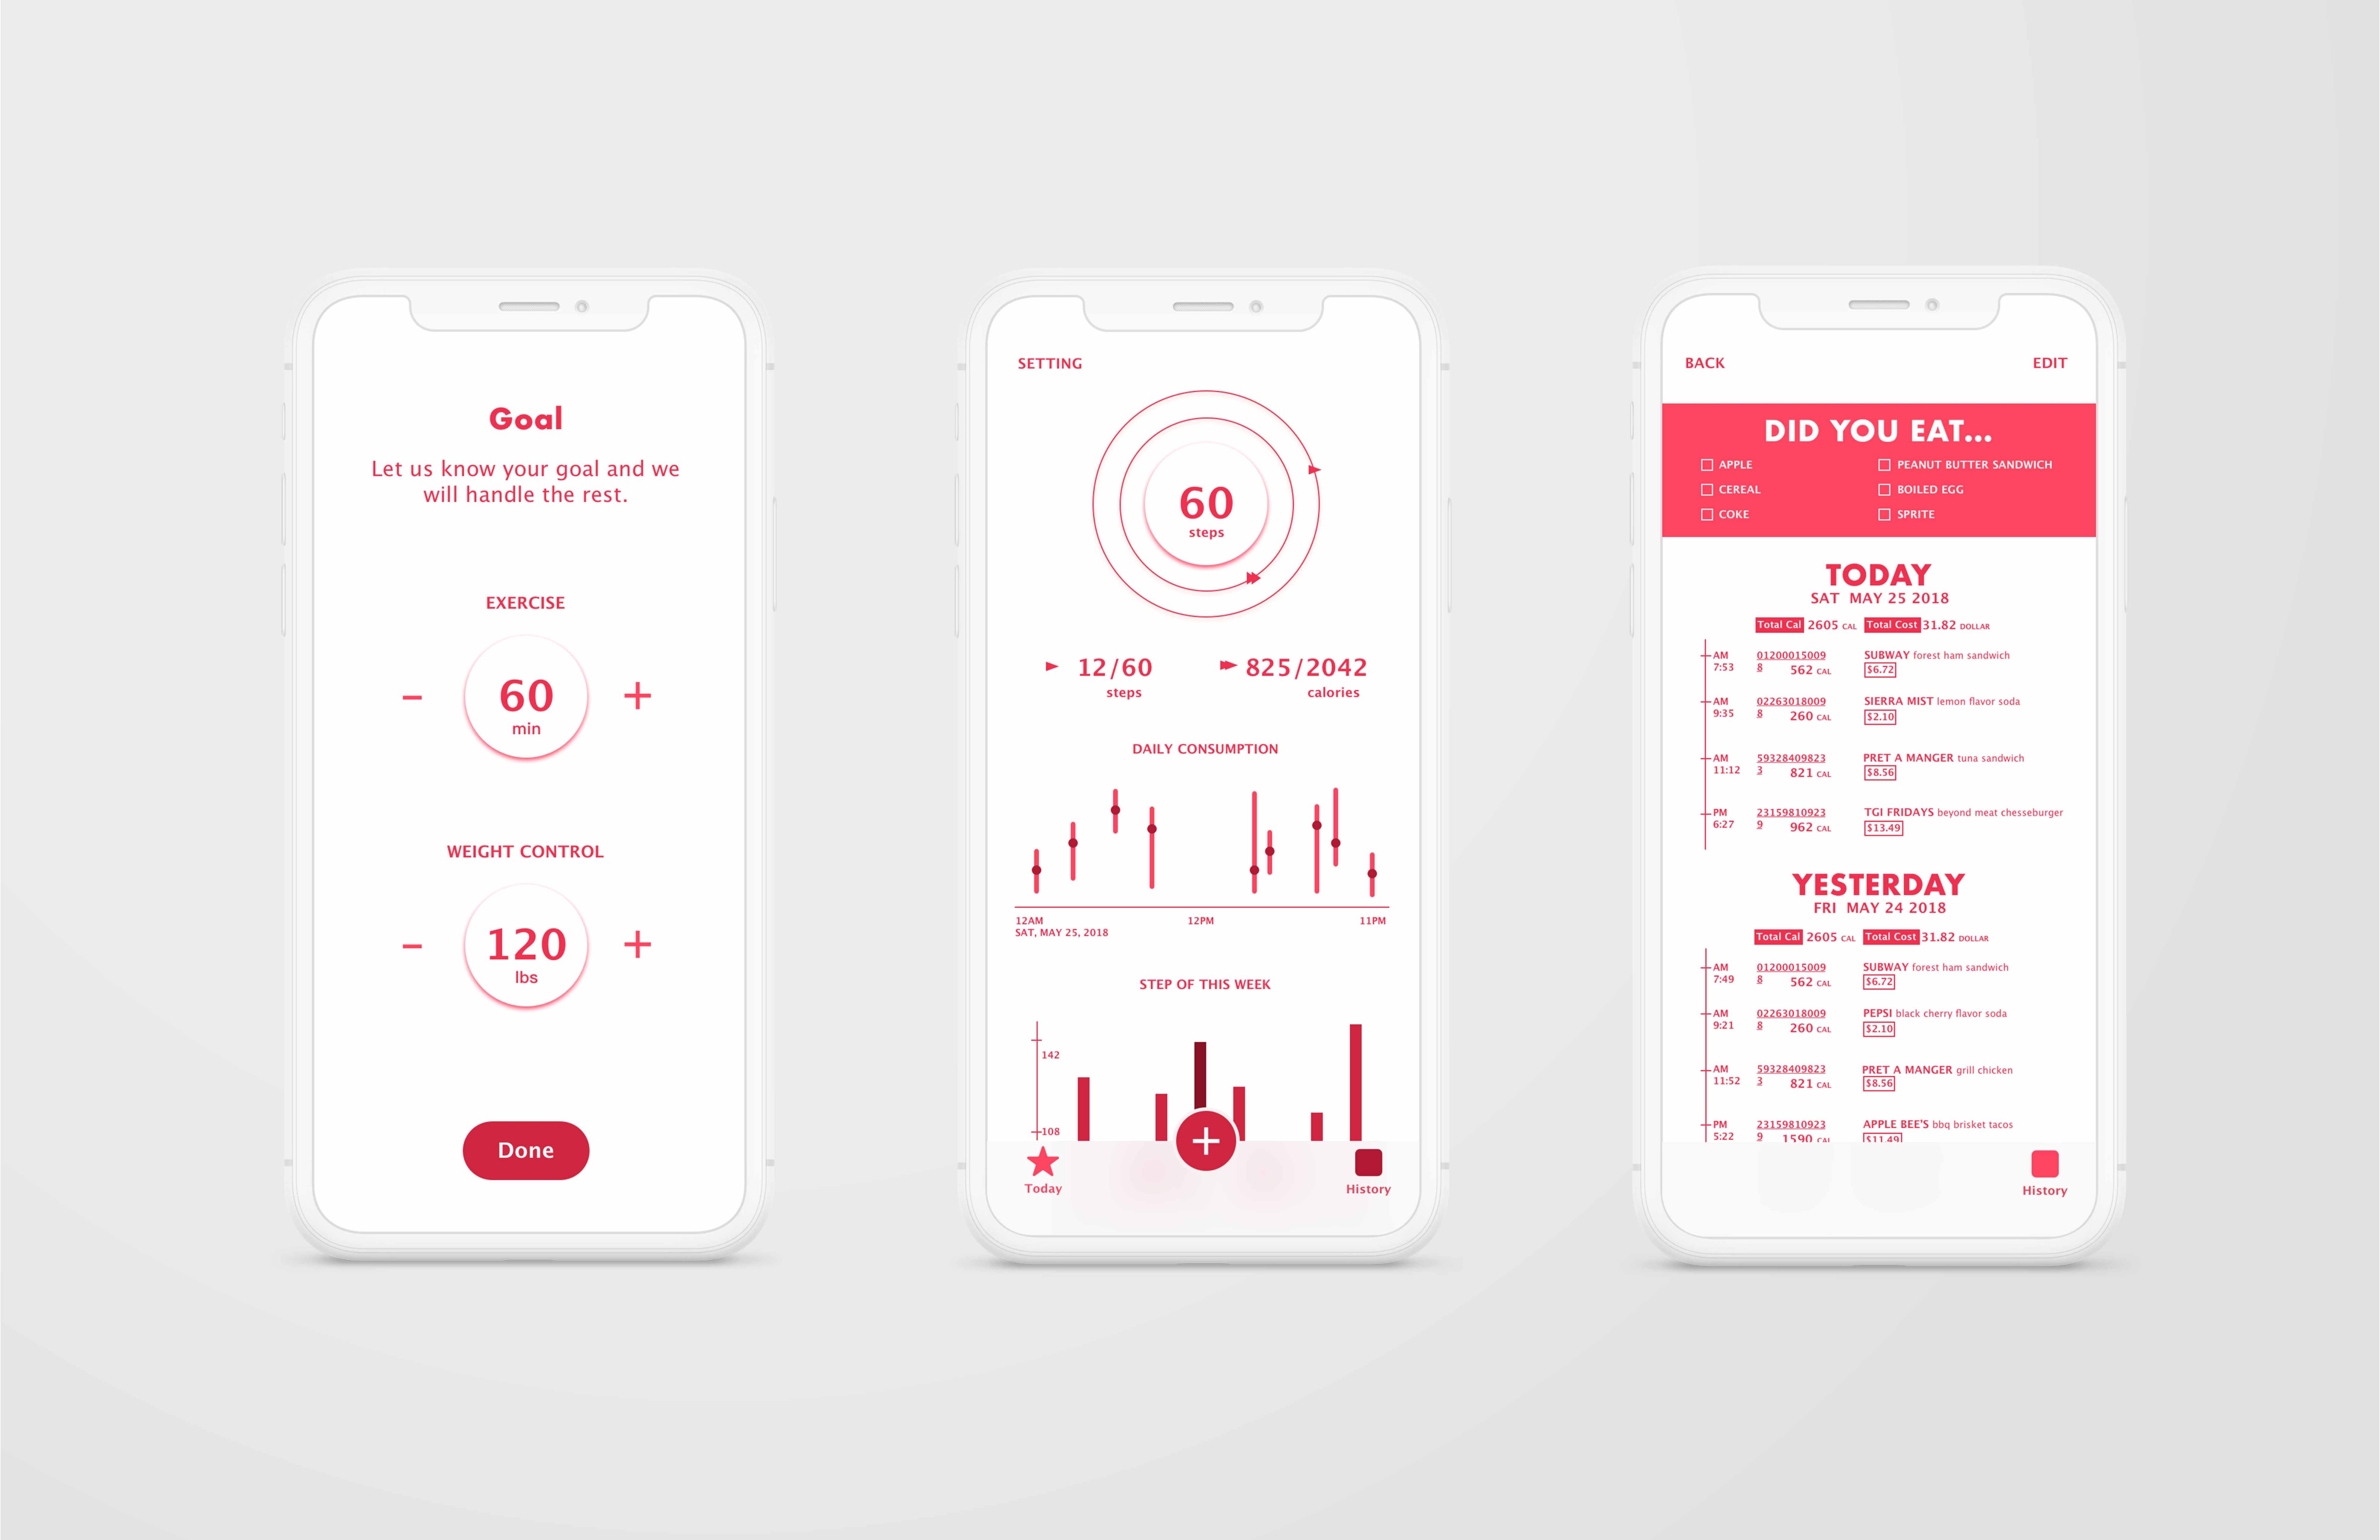 Goal
Let us know your goal and we
will handle the rest.
EXERCISE
-
60
+
min
WEIGHT CONTROL
-
120
+
lbs
Done
SETTING
60
steps
12/60
steps
825/2042
calories
DAILY CONSUMPTION
12AM
12PM
11PM
SAT, MAY 25, 2018
STEP OF THIS WEEK
142
108
+
Today
History
BACK
EDIT
DID YOU EAT...
APPLE
PEANUT BUTTER SANDWICH
CEREAL
BOILED EGG
COKE
SPRITE
TODAY
SAT MAY 25 2018
Total Cal 2605 CAL Total Cost 31.82 DOLLAR
AM 01200015009 SUBWAY forest ham sandwich
7:53 8 562 CAL $6.72
AM 02263018009 SIERRA MIST lemon flavor soda
9:35 8 260 CAL $2.10
AM 59328409823 PRET A MANGER tuna sandwich
11:12 3 821 CAL $8.56
PM 23159810923 TGI FRIDAYS beyond meat chesseburger
6:27 9 962 CAL $13.49
YESTERDAY
FRI MAY 24 2018
Total Cal 2605 CAL Total Cost 31.82 DOLLAR
AM 01200015009 SUBWAY forest ham sandwich
7:49 8 562 CAL $6.72
AM 02263018009 PEPSI black cherry flavor soda
9:21 8 260 CAL $2.10
AM 59328409823 PRET A MANGER grill chicken
11:52 3 821 CAL $8.56
PM 23159810923 APPLE BEE'S bbq brisket tacos
5:22 9 1590 CAL $11.49
History